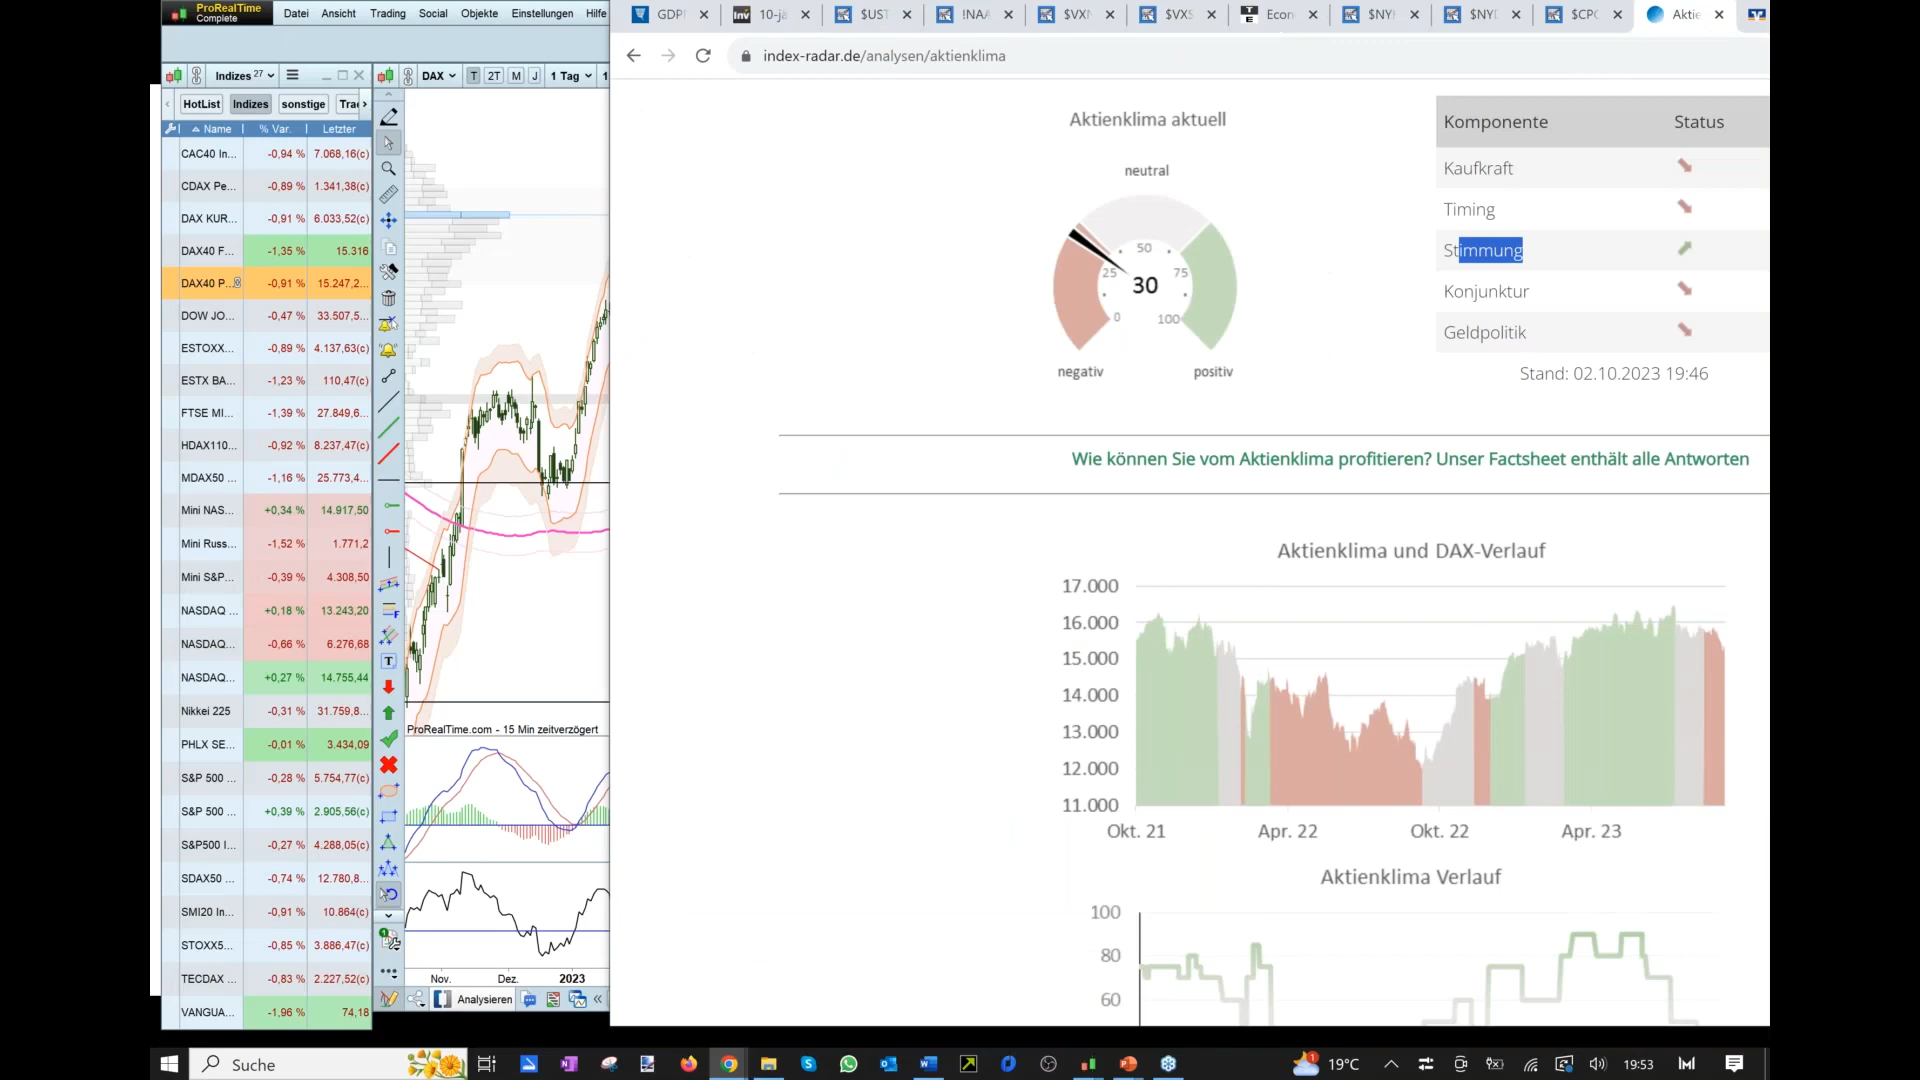 ProRealTime
Complete
Datei Ansicht Trading Social Objekte Einstellungen Hilfe
Indizes 27
DAX T 2T M J 1 Tag
HotList Indizes sonstige
Name % Var. Letzter
CAC40 In... -0,94 % 7.068,16(c)
CDAX Pe... -0,89 % 1.341,38(c)
DAX KUR... -0,91 % 6.033,52(c)
DAX40 F... -1,35 % 15.316
DAX40 P... -0,91 % 15.247,2...
DOW JO... -0,47 % 33.507,5...
ESTOXX... -0,89 % 4.137,63(c)
ESTX BA... -1,23 % 110,47(c)
FTSE MI... -1,39 % 27.849,6...
HDAX110... -0,92 % 8.237,47(c)
MDAX50 ... -1,16 % 25.773,4...
Mini NAS... +0,34 % 14.917,50
Mini Russ... -1,52 % 1.771,2
Mini S&P... -0,39 % 4.308,50
NASDAQ ... +0,18 % 13.243,20
NASDAQ... -0,66 % 6.276,68
NASDAQ... +0,27 % 14.755,44
Nikkei 225 -0,31 % 31.759,8...
PHLX SE... -0,01 % 3.434,09
S&P 500 ... -0,28 % 5.754,77(c)
S&P 500 ... +0,39 % 2.905,56(c)
S&P500 I... -0,27 % 4.288,05(c)
SDAX50 ... -0,74 % 12.780,8...
SMI20 In... -0,91 % 10.864(c)
STOXX5... -0,85 % 3.886,47(c)
TECDAX ... -0,83 % 2.227,52(c)
VANGUA... -1,96 % 74,18
ProRealTime.com - 15 Min zeitverzögert
Nov. Dez. 2023
Analysieren
GDPI Inv 10-jä $UST !NAA $VXN $VXS TE Econ $NYI $NYI $CPC Aktie
index-radar.de/analysen/aktienklima
Aktienklima aktuell
neutral
50
25 75
30
0 100
negativ positiv
Komponente Status
Kaufkraft
Timing
Stimmung
Konjunktur
Geldpolitik
Stand: 02.10.2023 19:46
Wie können Sie vom Aktienklima profitieren? Unser Factsheet enthält alle Antworten
Aktienklima und DAX-Verlauf
17.000
16.000
15.000
14.000
13.000
12.000
11.000
Okt. 21 Apr. 22 Okt. 22 Apr. 23
Aktienklima Verlauf
100
80
60
Suche
19°C
19:53